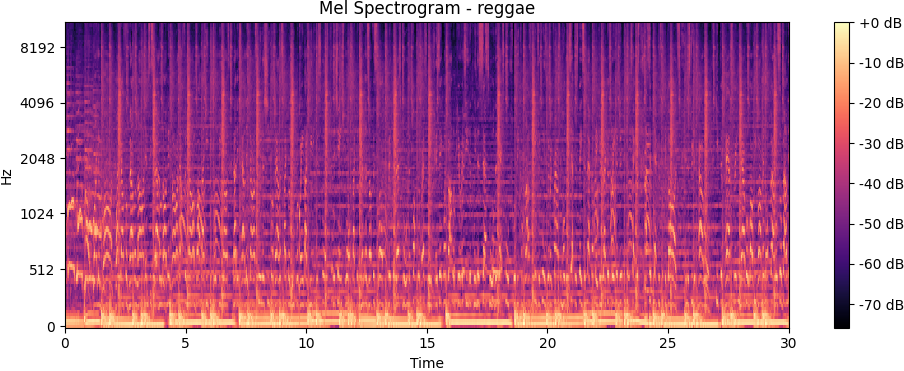 Mel Spectrogram - reggae
Hz
8192
4096
2048
1024
512
0
0 5 10 15 20 25 30
Time
+0 dB
-10 dB
-20 dB
-30 dB
-40 dB
-50 dB
-60 dB
-70 dB